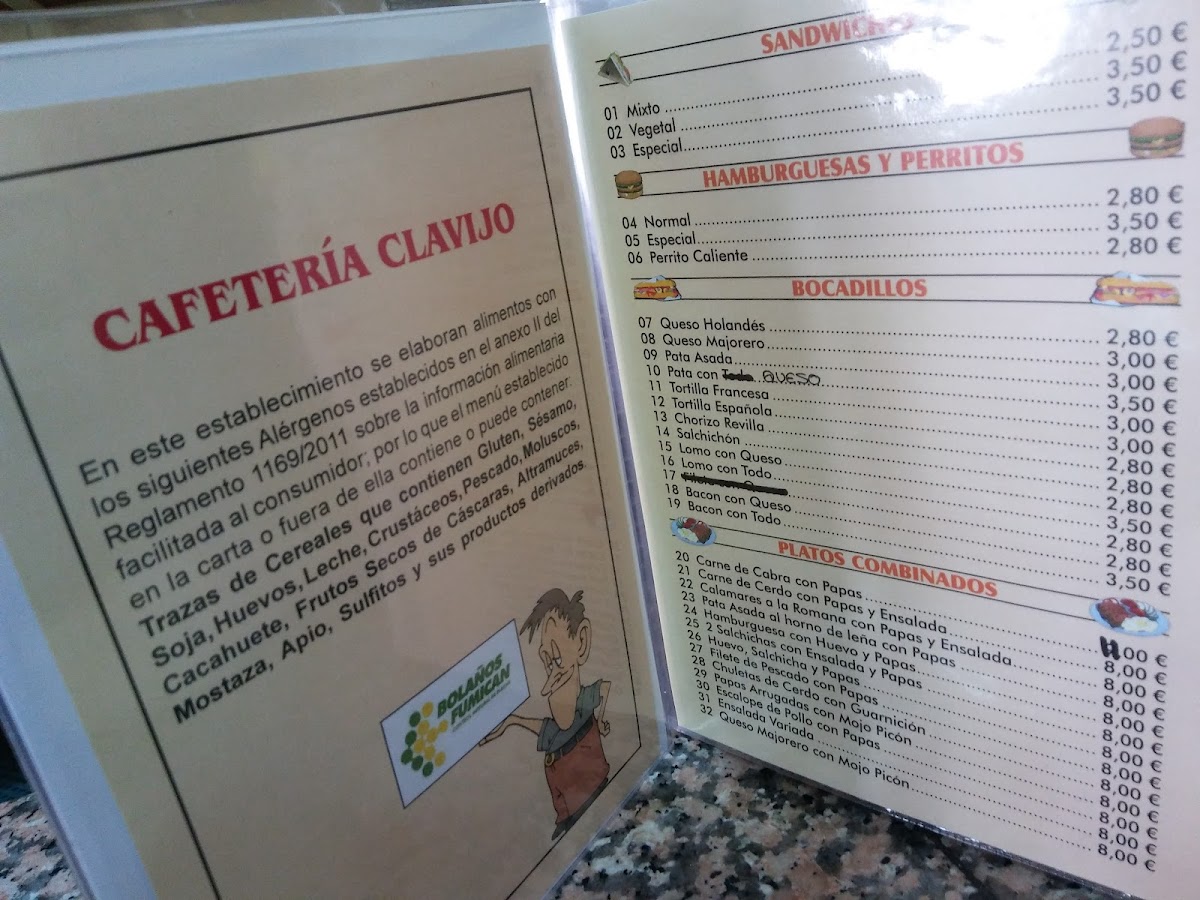 CAFETERÍA CLAVIJO
En este establecimiento se elaboran alimentos con
los siguientes Alérgenos establecidos en el anexo II del
Reglamento 1169/2011 sobre la información alimentaria
facilitada al consumidor; por lo que el menú establecido
en la carta o fuera de ella contiene o puede contener:
Trazas de Cereales que contienen Gluten, Sésamo,
Soja, Huevos, Leche, Crustáceos, Pescado, Moluscos,
Cacahuete, Frutos Secos de Cáscaras, Altramuces,
Mostaza, Apio, Sulfitos y sus productos derivados.
BOLAÑOS
FUMICAN
01 Mixto 2,50 €
02 Vegetal 3,50 €
03 Especial 3,50 €
HAMBURGUESAS Y PERRITOS
04 Normal 2,80 €
05 Especial 3,50 €
06 Perrito Caliente 2,80 €
BOCADILLOS
07 Queso Holandés 2,80 €
08 Queso Majorero 3,00 €
09 Pata Asada 3,00 €
10 Pata con Todo QUESO 3,50 €
11 Tortilla Francesa 3,00 €
12 Tortilla Española 3,00 €
13 Chorizo Revilla 2,80 €
14 Salchichón 2,80 €
15 Lomo con Queso 2,80 €
16 Lomo con Todo 3,50 €
17 2,80 €
18 Bacon con Queso 2,80 €
19 Bacon con Todo 3,50 €
PLATOS COMBINADOS
20 Carne de Cabra con Papas 00 €
21 Carne de Cerdo con Papas y Ensalada 8,00 €
22 Calamares a la Romana con Papas y Ensalada 8,00 €
23 Pata Asada al horno de leña con Papas 8,00 €
24 Hamburguesa con Huevo y Papas 8,00 €
25 2 Salchichas con Ensalada y Papas 8,00 €
26 Huevo, Salchicha y Papas 8,00 €
27 Filete de Pescado con Papas 8,00 €
28 Chuletas de Cerdo con Guarnición 8,00 €
29 Papas Arrugadas con Mojo Picón 8,00 €
30 Escalope de Pollo con Papas 8,00 €
31 Ensalada Variada 8,00 €
32 Queso Majorero con Mojo Picón 8,00 €